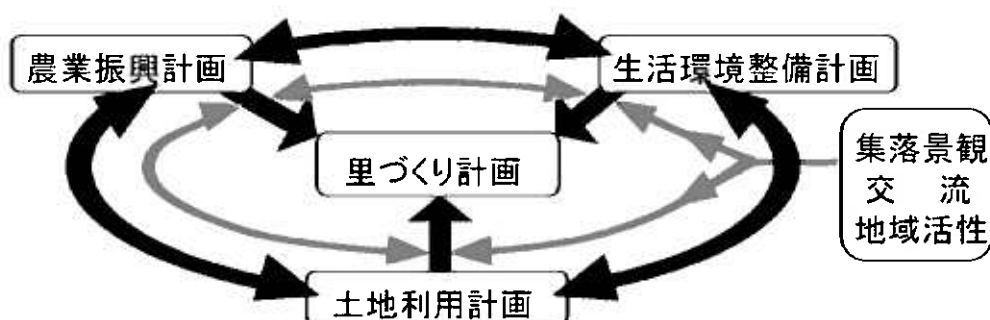 農業振興計画
生活環境整備計画
里づくり計画
集落景観
交　流
地域活性
土地利用計画